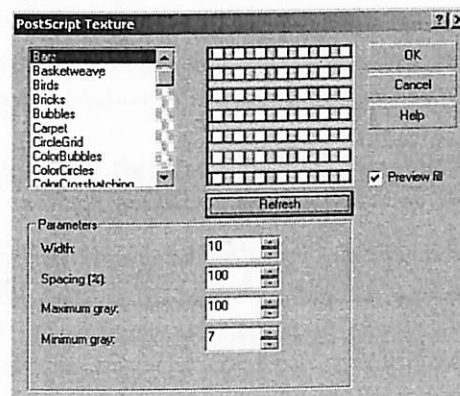 PostScript Texture
Bars
Basketweave
Birds
Bricks
Bubbles
Carpet
CircleGrid
ColorBubbles
ColorCircles
ColorCrosshatching
OK
Cancel
Help
Preview fill
Refresh
Parameters
Width: 10
Spacing (%): 100
Maximum gray: 100
Minimum gray: 7